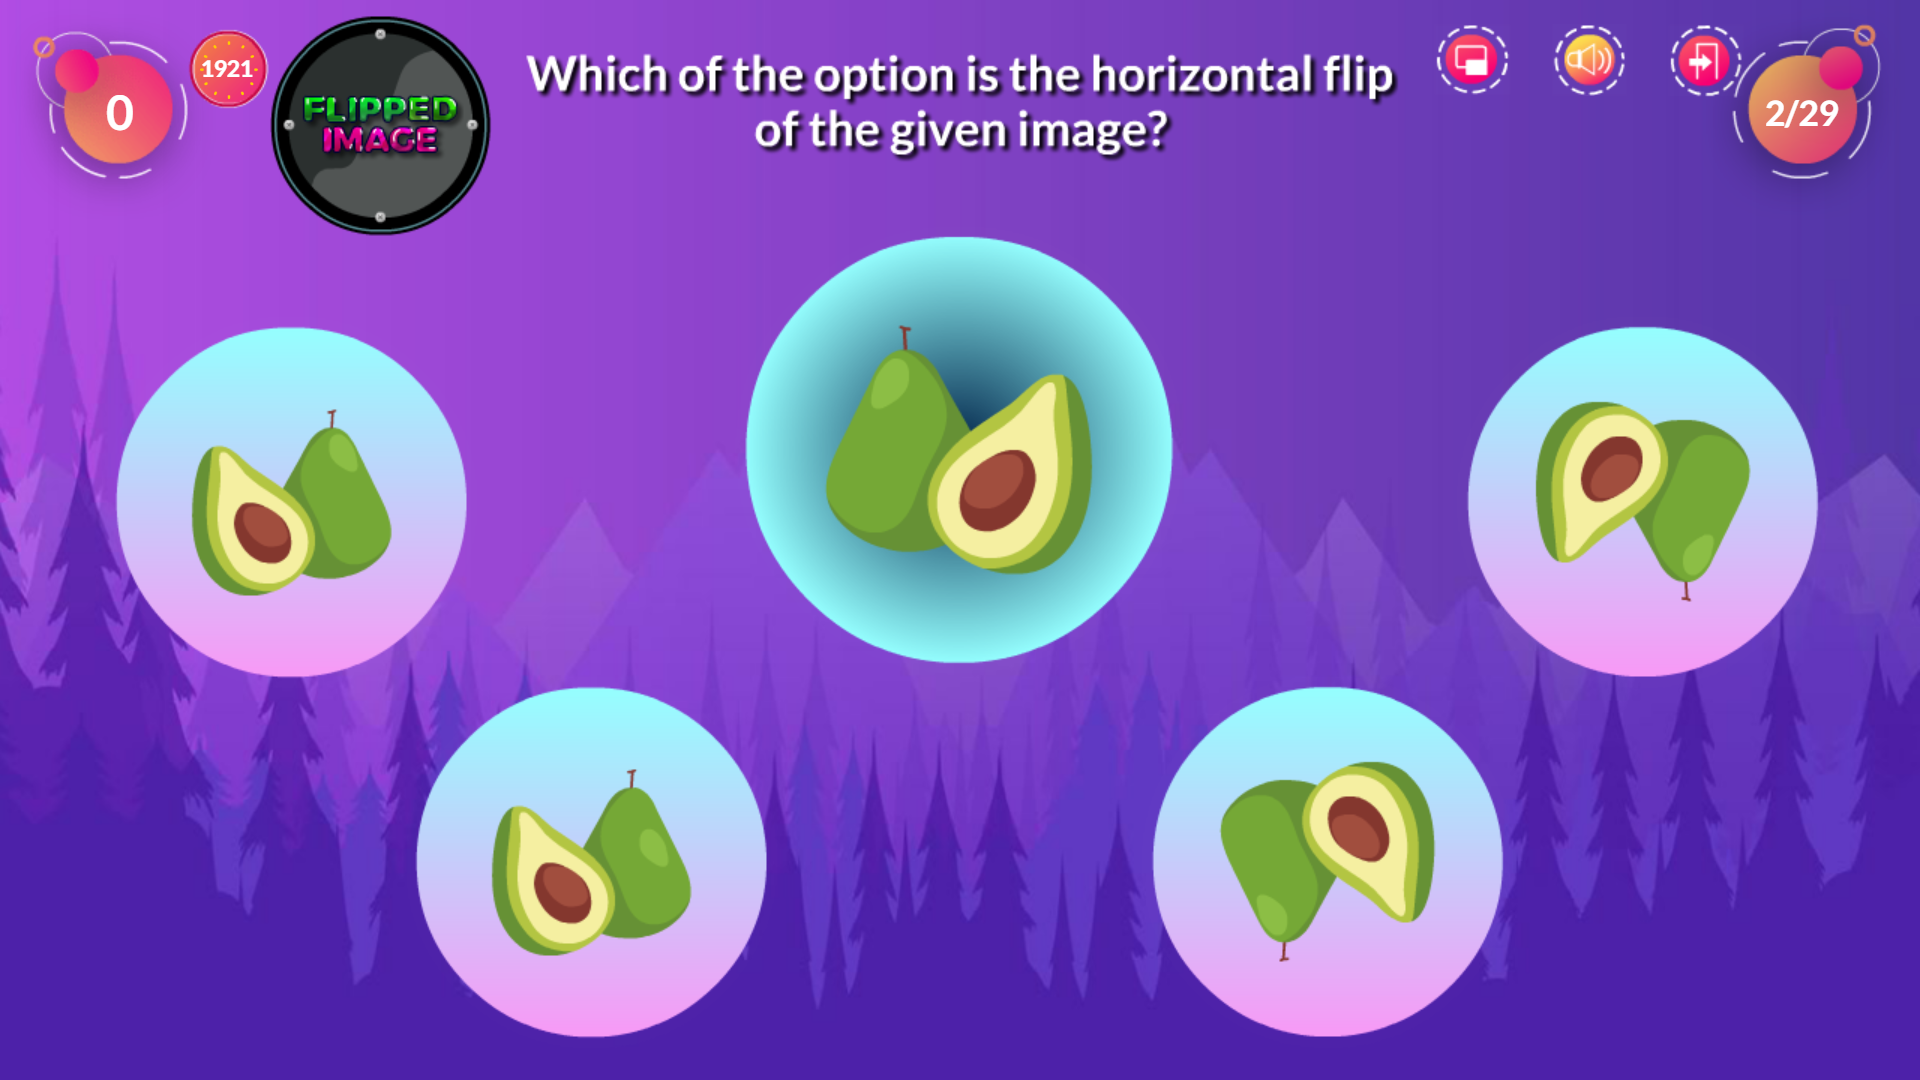 0
1921
FLIPPED
IMAGE
Which of the option is the horizontal flip
of the given image?
2/29